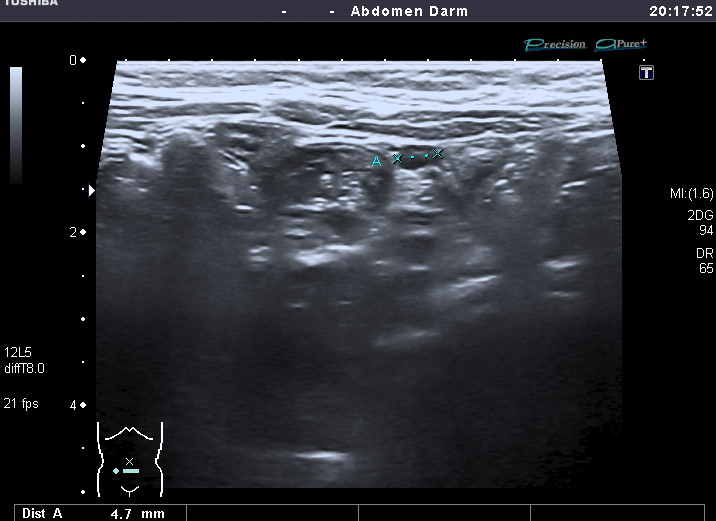 TOSHIBA
- - Abdomen Darm 20:17:52
Precision APure+
0
T
A
MI:(1.6)
2DG
94
DR
65
2
12L5
diffT8.0
21 fps
4
Dist A 4.7 mm